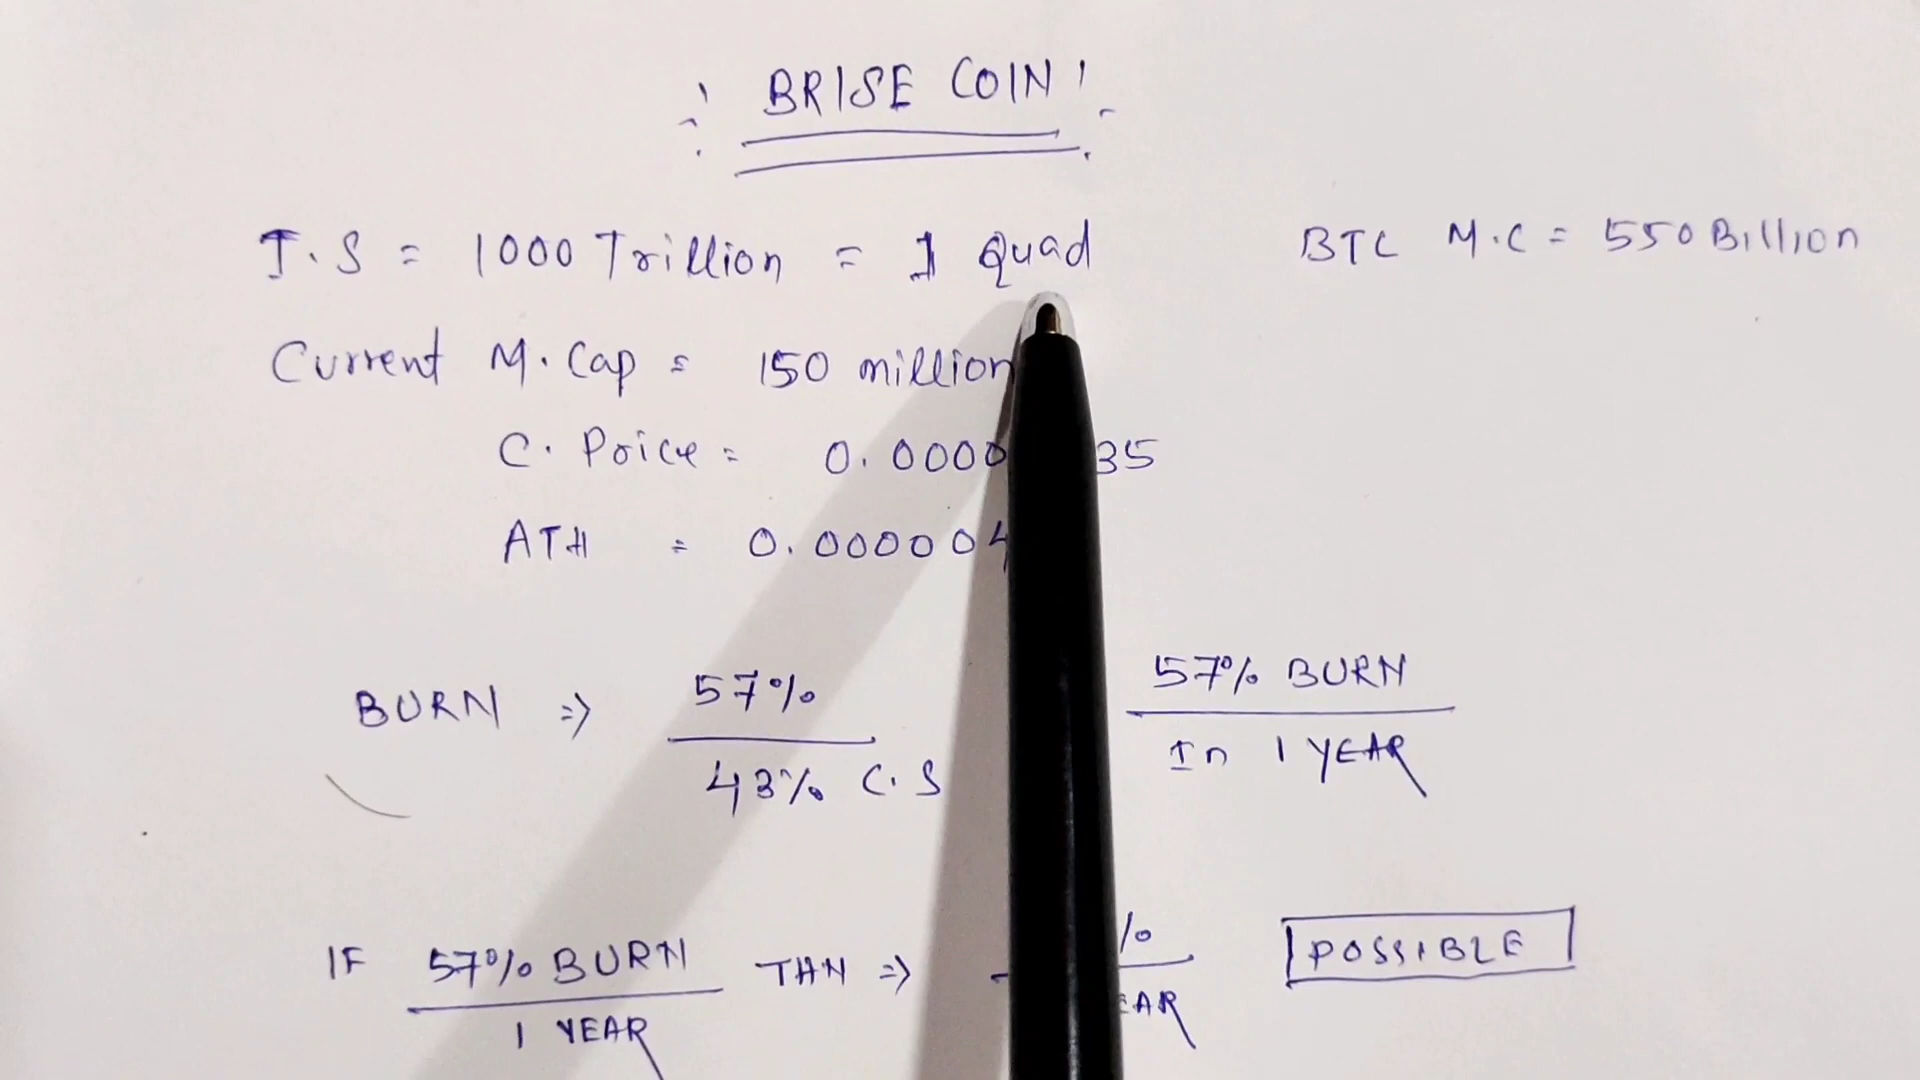 BRISE COIN
T.S = 1000 Trillion = 1 Quad
BTC M.C = 550 Billion
Current M. Cap = 150 million
C. Price = 0.0000 35
ATH = 0.000004
BURN => 57%
43% C.S
57% BURN
In 1 YEAR
IF 57% BURN THN =>
1 YEAR
%
EAR
POSSIBLE